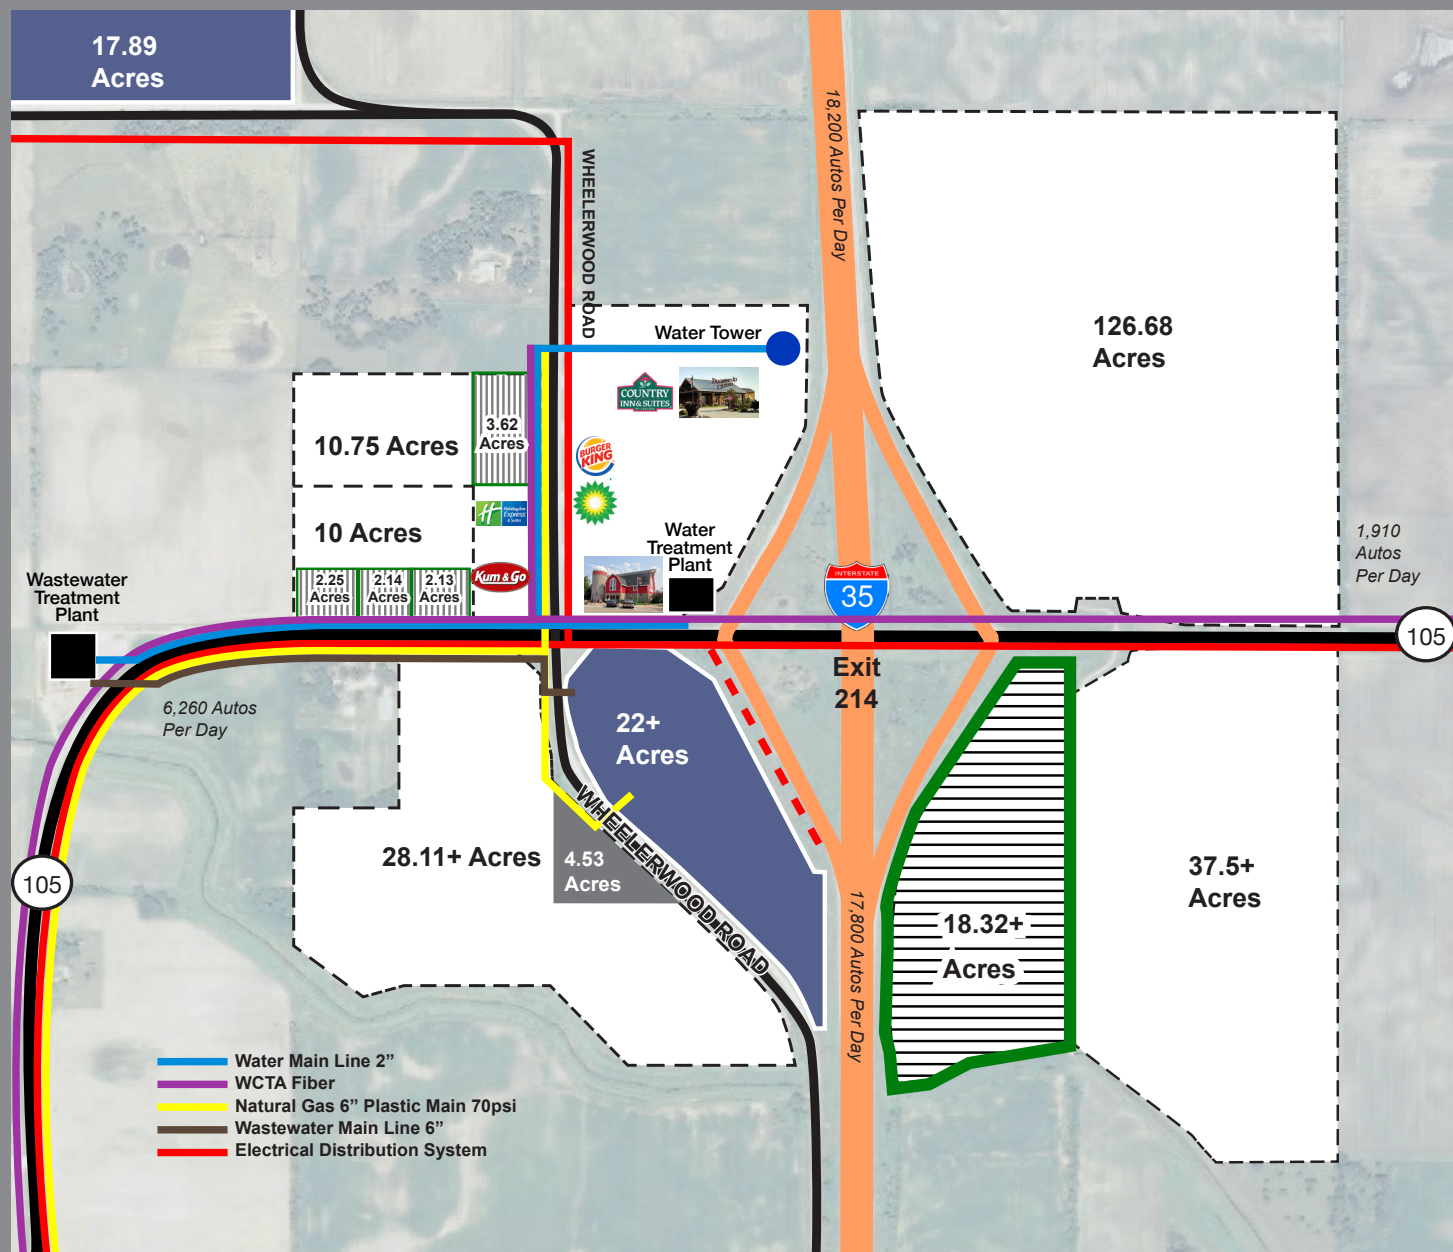 17.89
Acres
18,200 Autos Per Day
WHEELERWOOD ROAD
126.68
Acres
Water Tower
COUNTRY
INN & SUITES
3.62
Acres
10.75 Acres
BURGER
KING
10 Acres
H
Holiday Inn
Express
& Suites
Water
Treatment
Plant
1,910
Autos
Per Day
Wastewater
Treatment
Plant
2.25
Acres
2.14
Acres
2.13
Acres
Kum & Go
INTERSTATE
35
105
Exit
214
6,260 Autos
Per Day
22+
Acres
28.11+ Acres
4.53
Acres
WHEELERWOOD ROAD
37.5+
Acres
105
18.32+
Acres
17,800 Autos Per Day
Water Main Line 2”
WCTA Fiber
Natural Gas 6” Plastic Main 70psi
Wastewater Main Line 6”
Electrical Distribution System